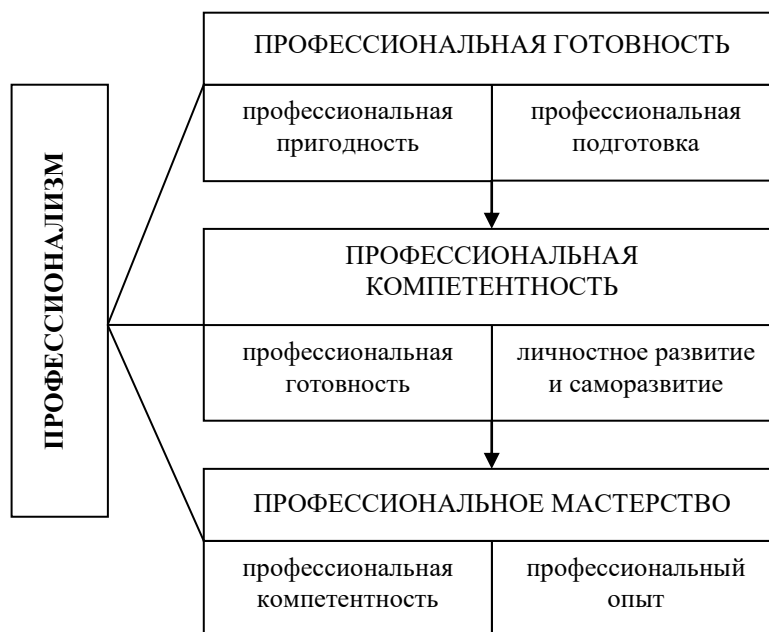 ПРОФЕССИОНАЛИЗМ
ПРОФЕССИОНАЛЬНАЯ ГОТОВНОСТЬ
профессиональная
пригодность
профессиональная
подготовка
ПРОФЕССИОНАЛЬНАЯ
КОМПЕТЕНТНОСТЬ
профессиональная
готовность
личностное развитие
и саморазвитие
ПРОФЕССИОНАЛЬНОЕ МАСТЕРСТВО
профессиональная
компетентность
профессиональный
опыт